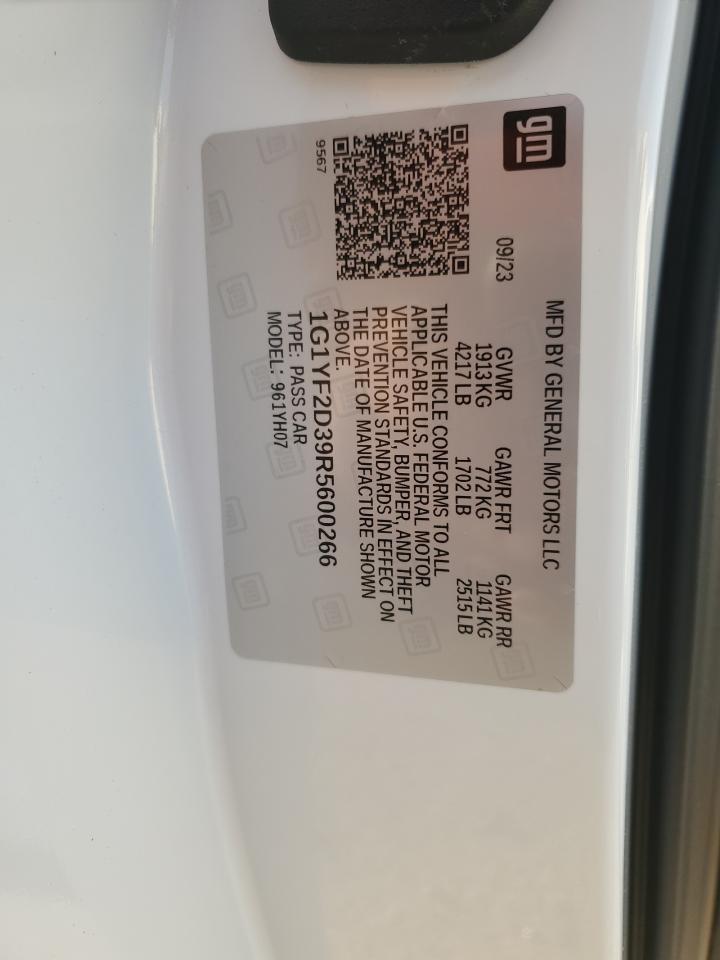 gm
MFD BY GENERAL MOTORS LLC
09/23
GVWR GAWR FRT GAWR RR
1913 KG 772 KG 1141 KG
4217 LB 1702 LB 2515 LB
THIS VEHICLE CONFORMS TO ALL
APPLICABLE U.S. FEDERAL MOTOR
VEHICLE SAFETY, BUMPER, AND THEFT
PREVENTION STANDARDS IN EFFECT ON
THE DATE OF MANUFACTURE SHOWN
ABOVE.
9567
1G1YF2D39R5600266
TYPE: PASS CAR
MODEL: 961YH07